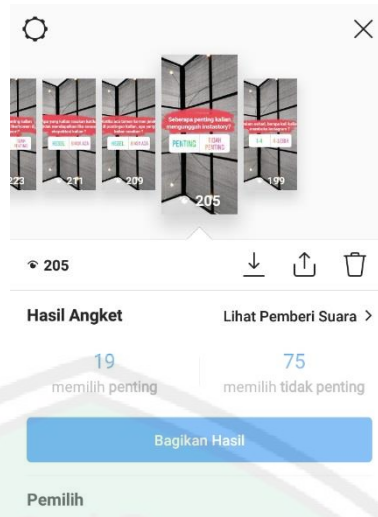 223
211
209
Seberapa penting kalian
mengunggah instastory?
PENTING
TIDAK
PENTING
205
199
205
Hasil Angket
Lihat Pemberi Suara >
19
memilih penting
75
memilih tidak penting
Bagikan Hasil
Pemilih